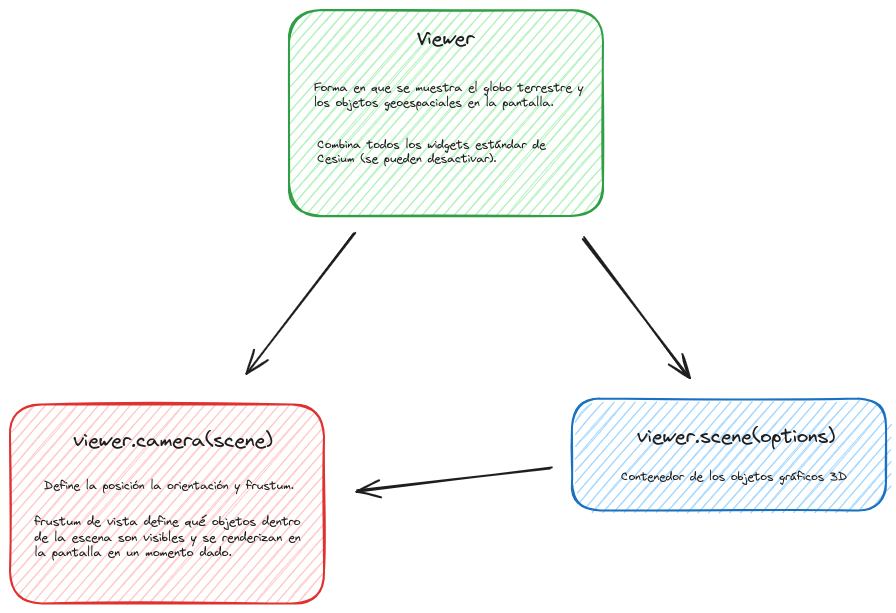 Viewer
Forma en que se muestra el globo terrestre y
los objetos geoespaciales en la pantalla.
Combina todos los widgets estándar de
Cesium (se pueden desactivar).
viewer.camera(scene)
Define la posición la orientación y frustum.
frustum de vista define qué objetos dentro
de la escena son visibles y se renderizan en
la pantalla en un momento dado.
viewer.scene(options)
Contenedor de los objetos gráficos 3D